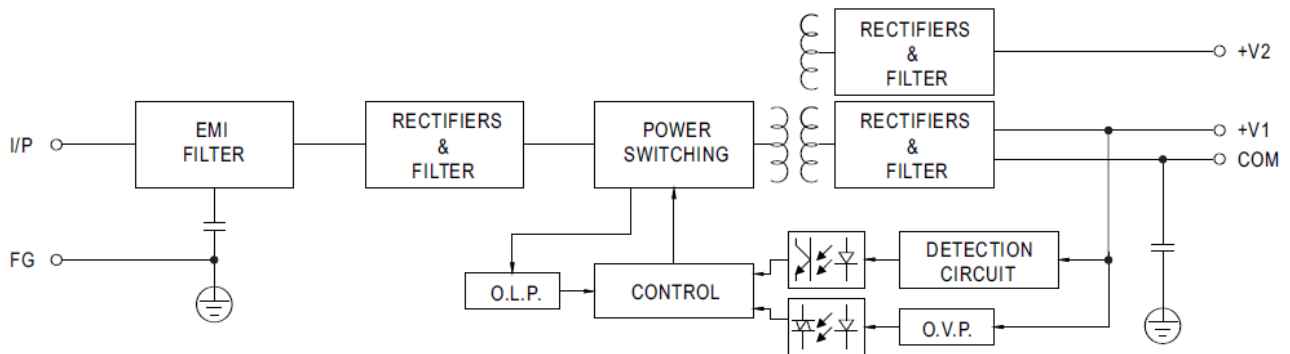 RECTIFIERS
&
FILTER
+V2
I/P
EMI
FILTER
RECTIFIERS
&
FILTER
POWER
SWITCHING
RECTIFIERS
&
FILTER
+V1
COM
FG
O.L.P.
CONTROL
DETECTION
CIRCUIT
O.V.P.